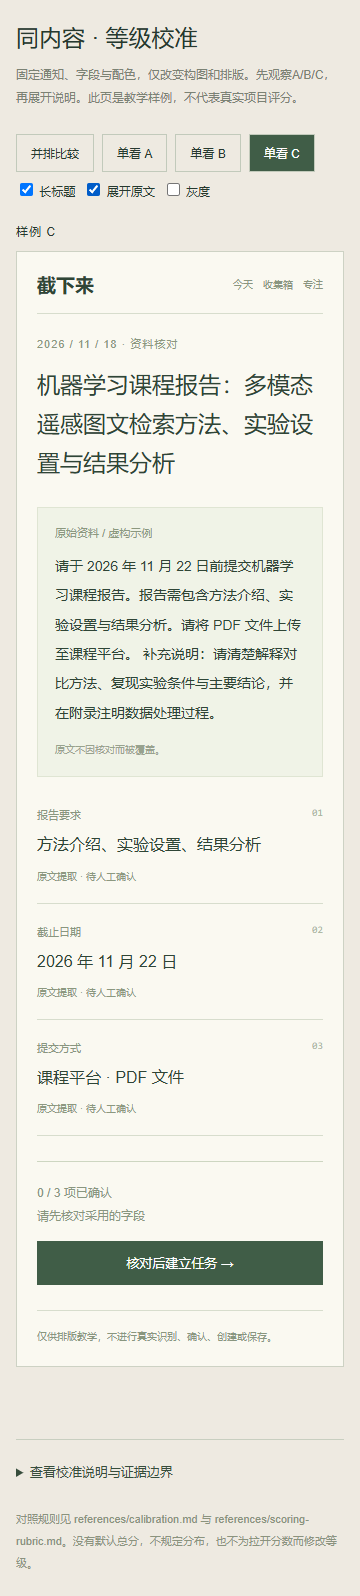 同内容 · 等级校准
固定通知、字段与配色，仅改变构图和排版。先观察A/B/C，
再展开说明。此页是教学样例，不代表真实项目评分。
并排比较 单看 A 单看 B 单看 C
长标题 展开原文 灰度
样例 C
截下来 今天 收集箱 专注
2026 / 11 / 18 · 资料核对
机器学习课程报告：多模态
遥感图文检索方法、实验设
置与结果分析
原始资料 / 虚构示例
请于 2026 年 11 月 22 日前提交机器学
习课程报告。报告需包含方法介绍、实
验设置与结果分析。请将 PDF 文件上传
至课程平台。 补充说明：请清楚解释对
比方法、复现实验条件与主要结论，并
在附录注明数据处理过程。
原文不因核对而被覆盖。
报告要求 01
方法介绍、实验设置、结果分析
原文提取 · 待人工确认
截止日期 02
2026 年 11 月 22 日
原文提取 · 待人工确认
提交方式 03
课程平台 · PDF 文件
原文提取 · 待人工确认
0 / 3 项已确认
请先核对采用的字段
核对后建立任务 →
仅供排版教学，不进行真实识别、确认、创建或保存。
▶ 查看校准说明与证据边界
对照规则见 references/calibration.md 与 references/scoring-
rubric.md。没有默认总分，不规定分布，也不为拉开分数而修改等
级。